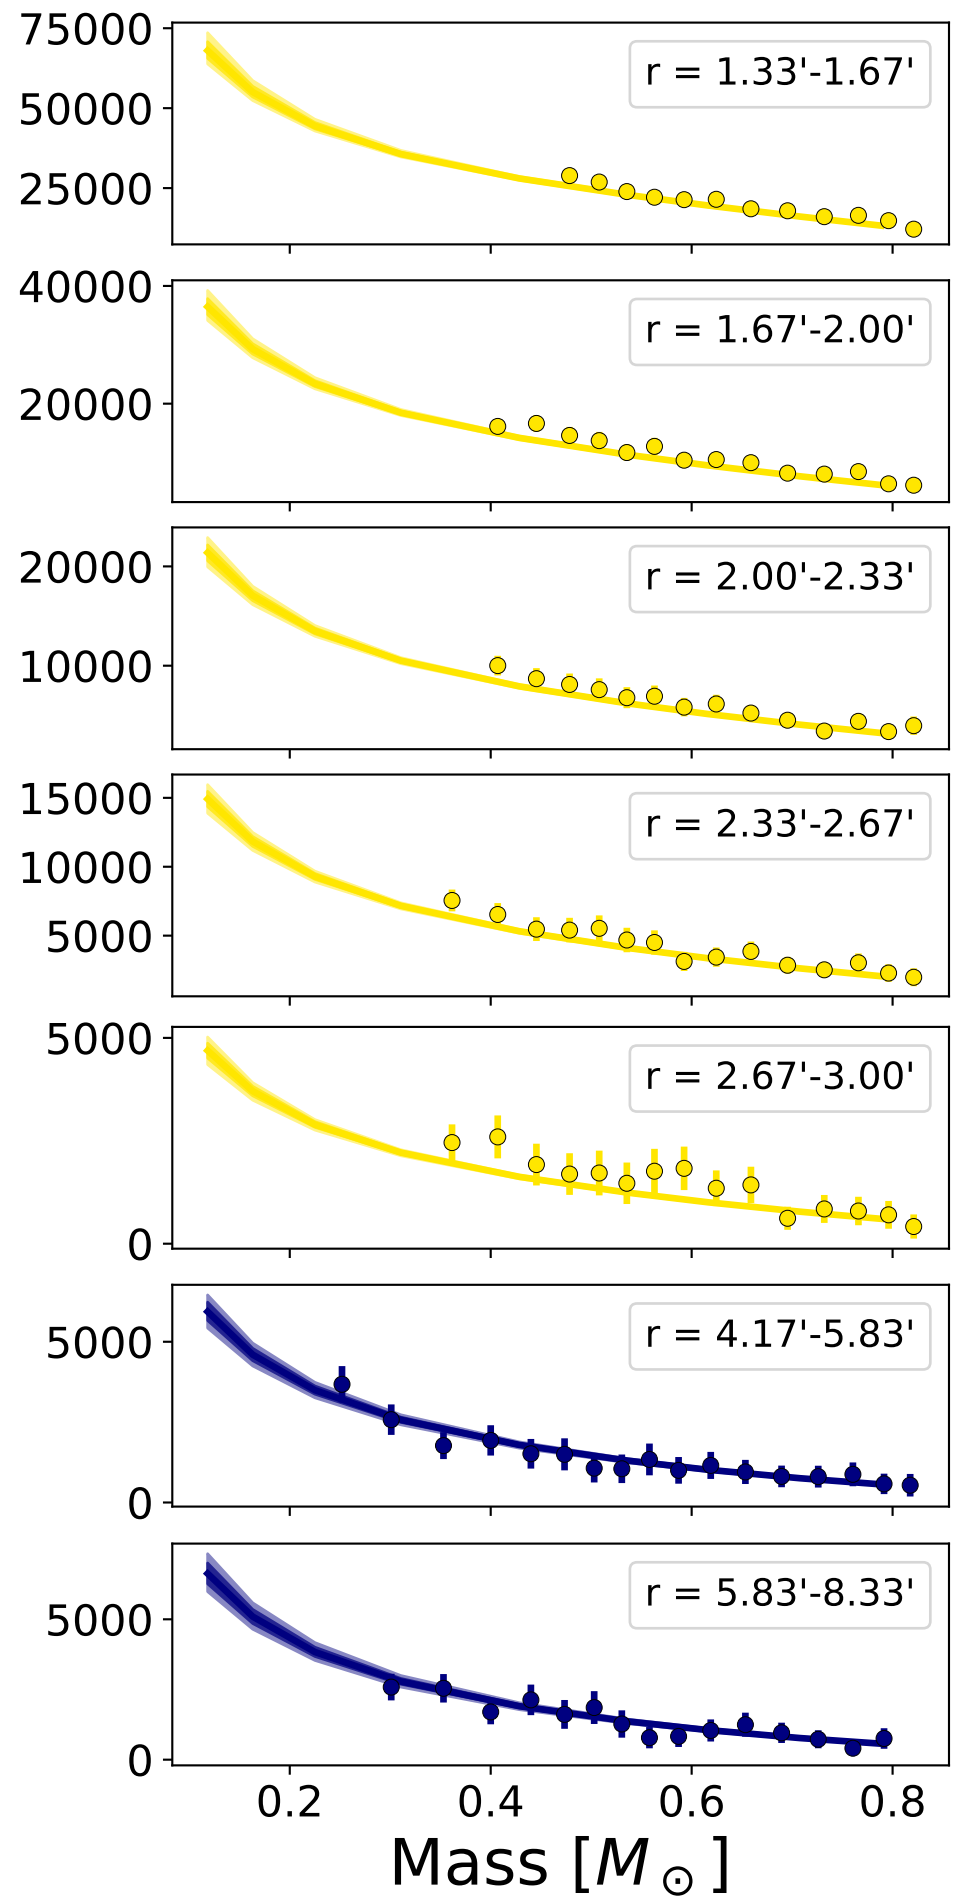 75000
r = 1.33'-1.67'
50000
25000
40000
r = 1.67'-2.00'
20000
20000
r = 2.00'-2.33'
10000
15000
r = 2.33'-2.67'
10000
5000
5000
r = 2.67'-3.00'
0
r = 4.17'-5.83'
5000
0
r = 5.83'-8.33'
5000
0
0.2 0.4 0.6 0.8
Mass [M⊙]